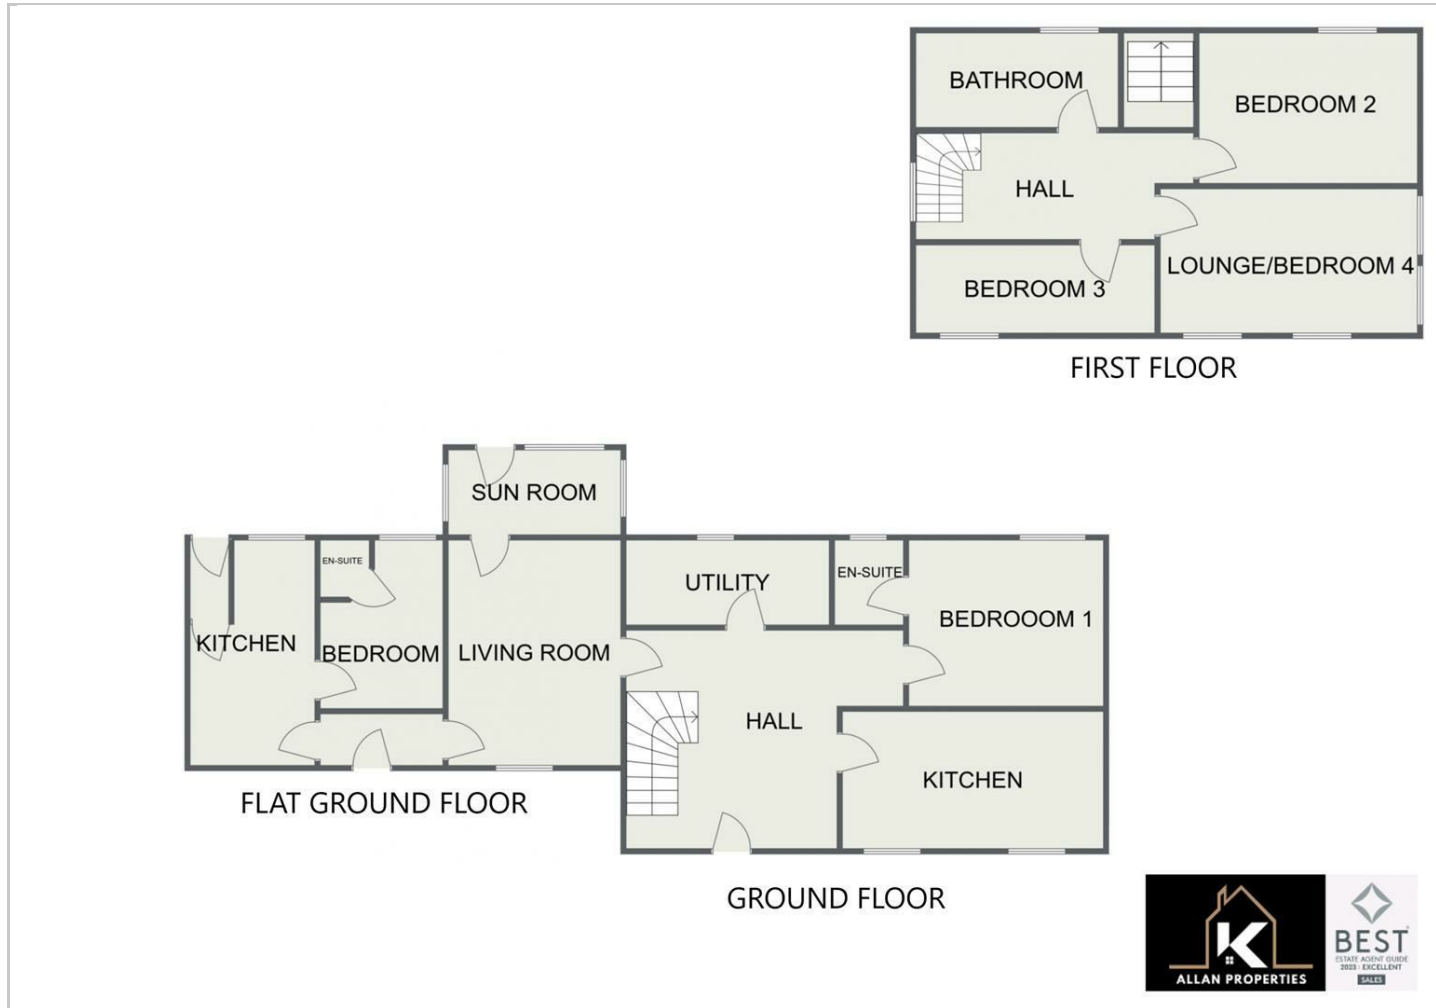 BATHROOM
BEDROOM 2
HALL
LOUNGE/BEDROOM 4
BEDROOM 3
FIRST FLOOR
SUN ROOM
EN-SUITE
KITCHEN
BEDROOM
LIVING ROOM
UTILITY
EN-SUITE
BEDROOOM 1
HALL
KITCHEN
FLAT GROUND FLOOR
GROUND FLOOR
K
ALLAN PROPERTIES
BEST
ESTATE AGENT GUIDE
2023 : EXCELLENT
SALES